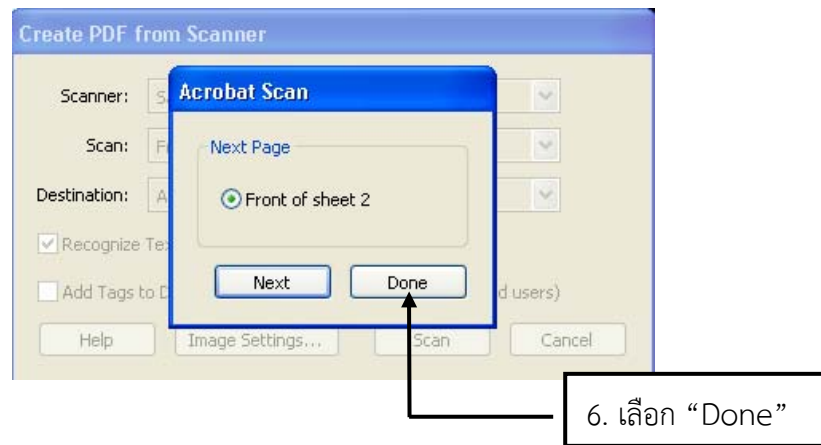 Create PDF from Scanner
Scanner: S
Acrobat Scan
Scan:
Next Page
Destination: A
Front of sheet 2
Recognize Te
Add Tags to D
Next
Done
d users)
Help
Image Settings...
Scan
Cancel
6. เลือก “Done”